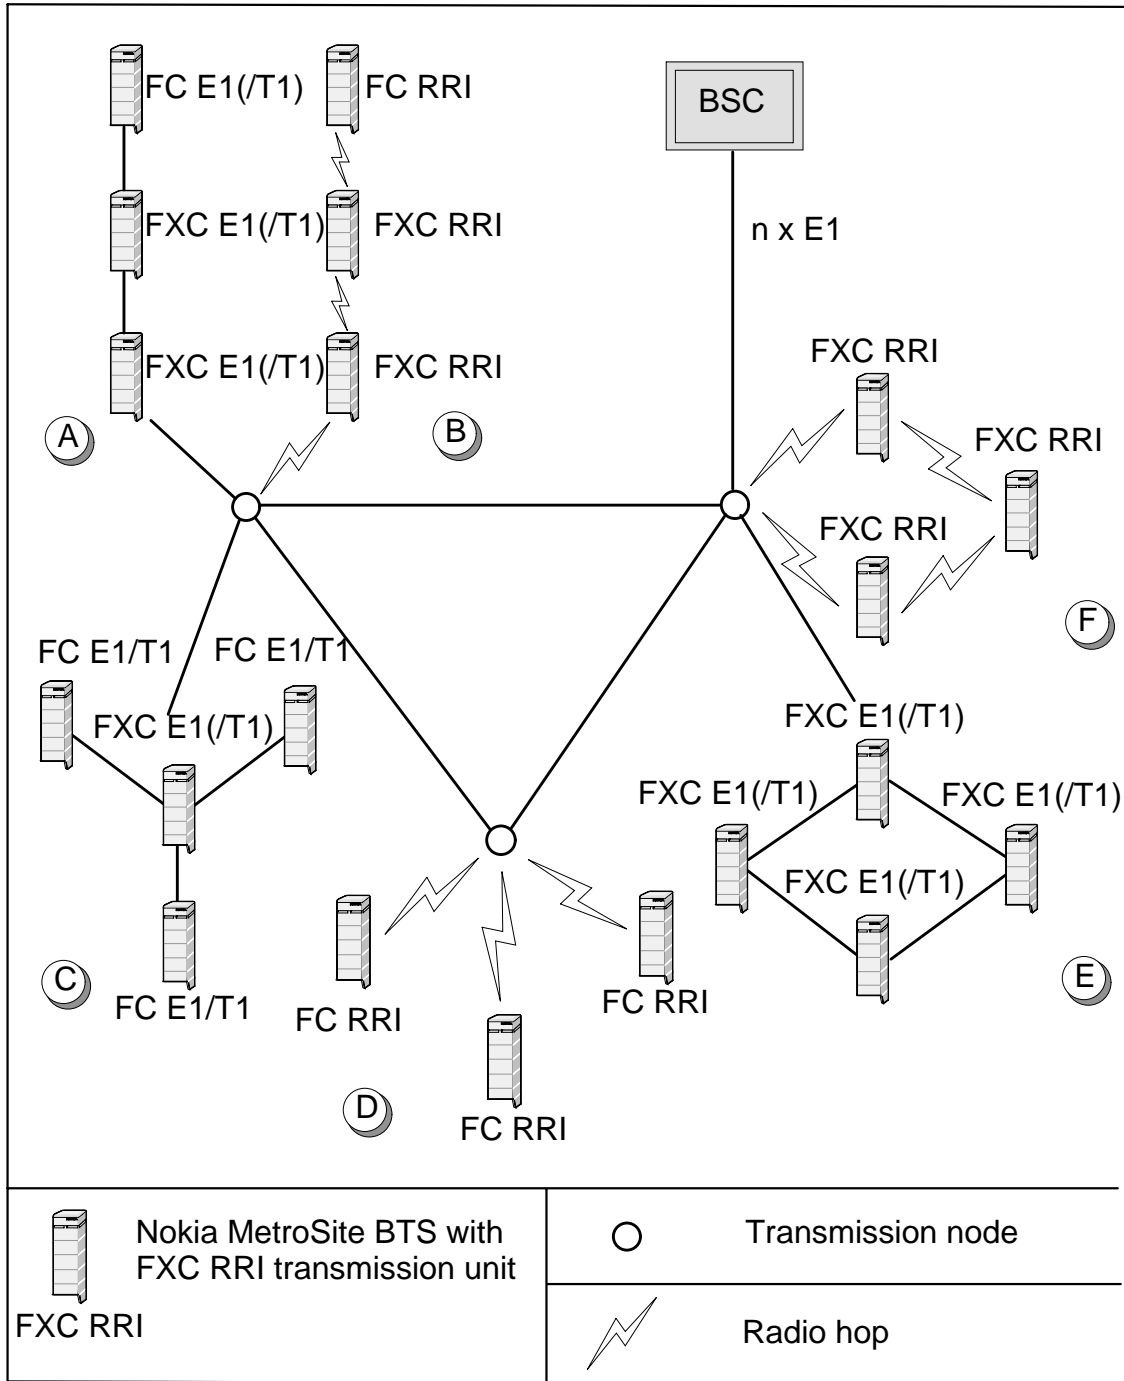 FC E1(/T1)
FC RRI
BSC
FXC E1(/T1)
FXC RRI
n x E1
FXC E1(/T1)
FXC RRI
FXC RRI
A
B
FXC RRI
FXC RRI
F
FC E1/T1
FC E1/T1
FXC E1(/T1)
FXC E1(/T1)
FXC E1(/T1)
FXC E1(/T1)
FXC E1(/T1)
C
FC E1/T1
FC RRI
FC RRI
E
D
FC RRI
Nokia MetroSite BTS with
FXC RRI transmission unit
FXC RRI
Transmission node
Radio hop